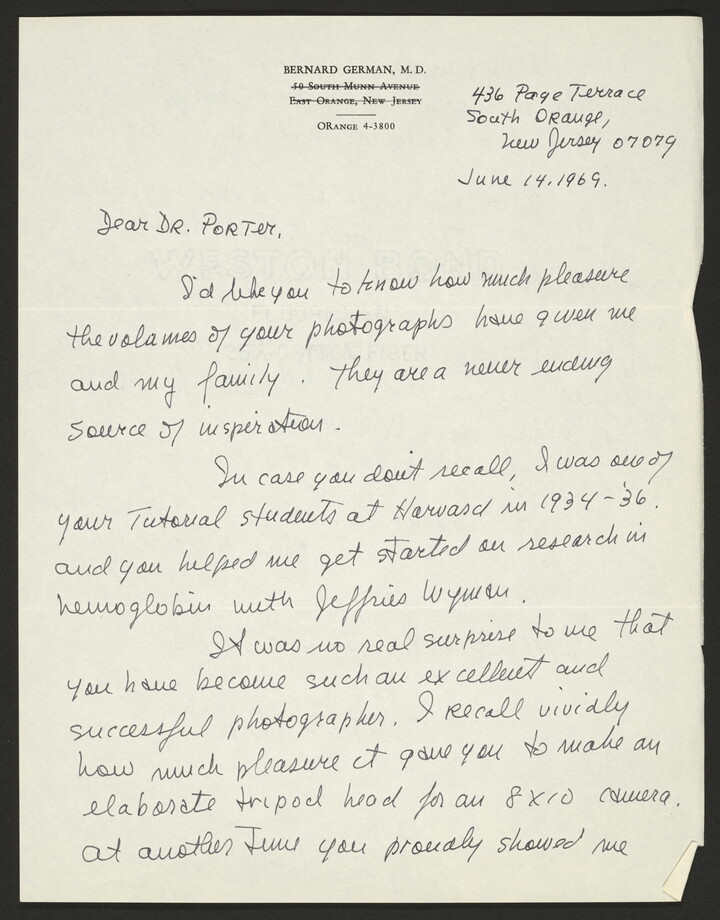 BERNARD GERMAN, M. D.
50 SOUTH MUNN AVENUE
EAST ORANGE, NEW JERSEY
ORANGE 4-3800
436 Page Terrace
South Orange,
New Jersey 07079
June 14, 1969.
Dear Dr. Porter,
I'd like you to know how much pleasure
the volumes of your photographs have given me
and my family. They are a never ending
source of inspiration.
In case you don't recall, I was one of
your Tutorial students at Harvard in 1934-'36.
and you helped me get started on research in
hemoglobin with Jeffries Wyman.
It was no real surprise to me that
you have become such an excellent and
successful photographer. I recall vividly
how much pleasure it gave you to make an
elaborate tripod head for an 8x10 camera.
At another time you proudly showed me